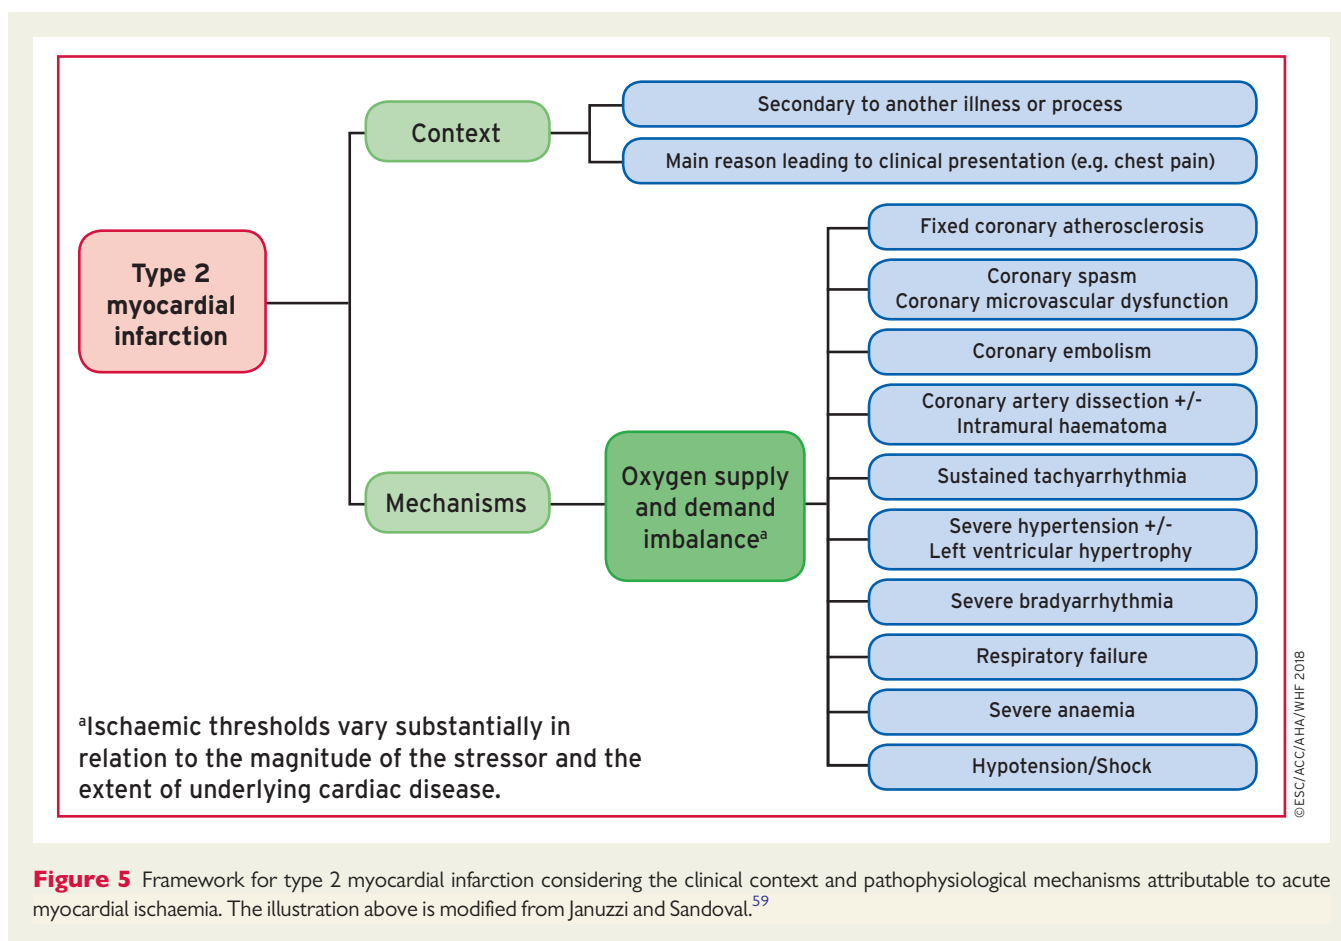 Context
Secondary to another illness or process
Main reason leading to clinical presentation (e.g. chest pain)
Type 2
myocardial
infarction
Mechanisms
Oxygen supply
and demand
imbalanceᵃ
Fixed coronary atherosclerosis
Coronary spasm
Coronary microvascular dysfunction
Coronary embolism
Coronary artery dissection +/-
Intramural haematoma
Sustained tachyarrhythmia
Severe hypertension +/-
Left ventricular hypertrophy
Severe bradyarrhythmia
Respiratory failure
Severe anaemia
Hypotension/Shock
ᵃIschaemic thresholds vary substantially in
relation to the magnitude of the stressor and the
extent of underlying cardiac disease.
©ESC/ACC/AHA/WHF 2018
Figure 5 Framework for type 2 myocardial infarction considering the clinical context and pathophysiological mechanisms attributable to acute
myocardial ischaemia. The illustration above is modified from Januzzi and Sandoval.⁵⁹